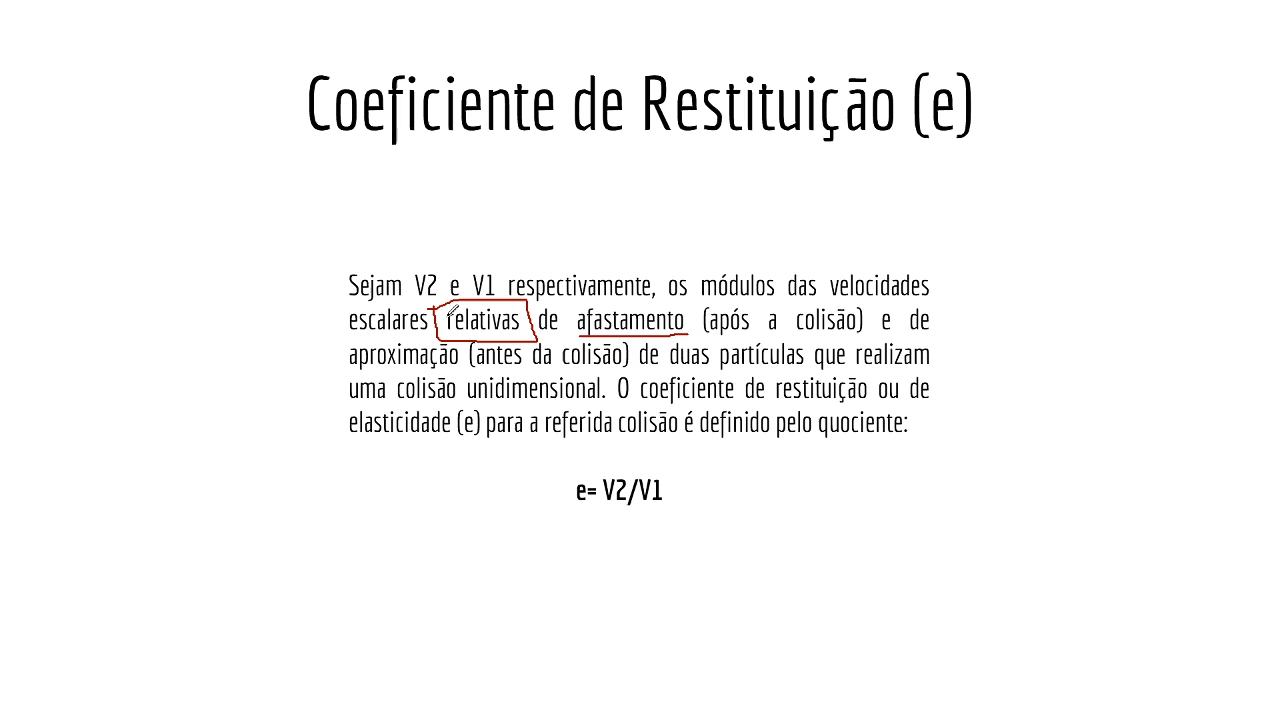 Coeficiente de Restituição (e)
Sejam V2 e V1 respectivamente, os módulos das velocidades
escalares relativas de afastamento (após a colisão) e de
aproximação (antes da colisão) de duas partículas que realizam
uma colisão unidimensional. O coeficiente de restituição ou de
elasticidade (e) para a referida colisão é definido pelo quociente:
e= V2/V1